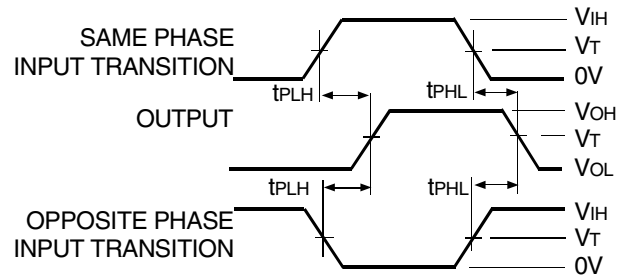 SAME PHASE
INPUT TRANSITION
VIH
VT
0V
tPLH
tPHL
OUTPUT
VOH
VT
VOL
tPLH
tPHL
OPPOSITE PHASE
INPUT TRANSITION
VIH
VT
0V